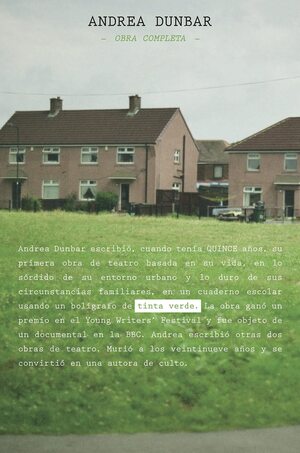 ANDREA DUNBAR
– OBRA COMPLETA –
Andrea Dunbar escribió, cuando tenía QUINCE años, su
primera obra de teatro basada en su vida, en lo
sórdido de su entorno urbano y lo duro de sus
circunstancias familiares, en un cuaderno escolar
usando un bolígrafo de tinta verde. La obra ganó un
premio en el Young Writers' Festival y fue objeto de
un documental en la BBC. Andrea escribió otras dos
obras de teatro. Murió a los veintinueve años y se
convirtió en una autora de culto.